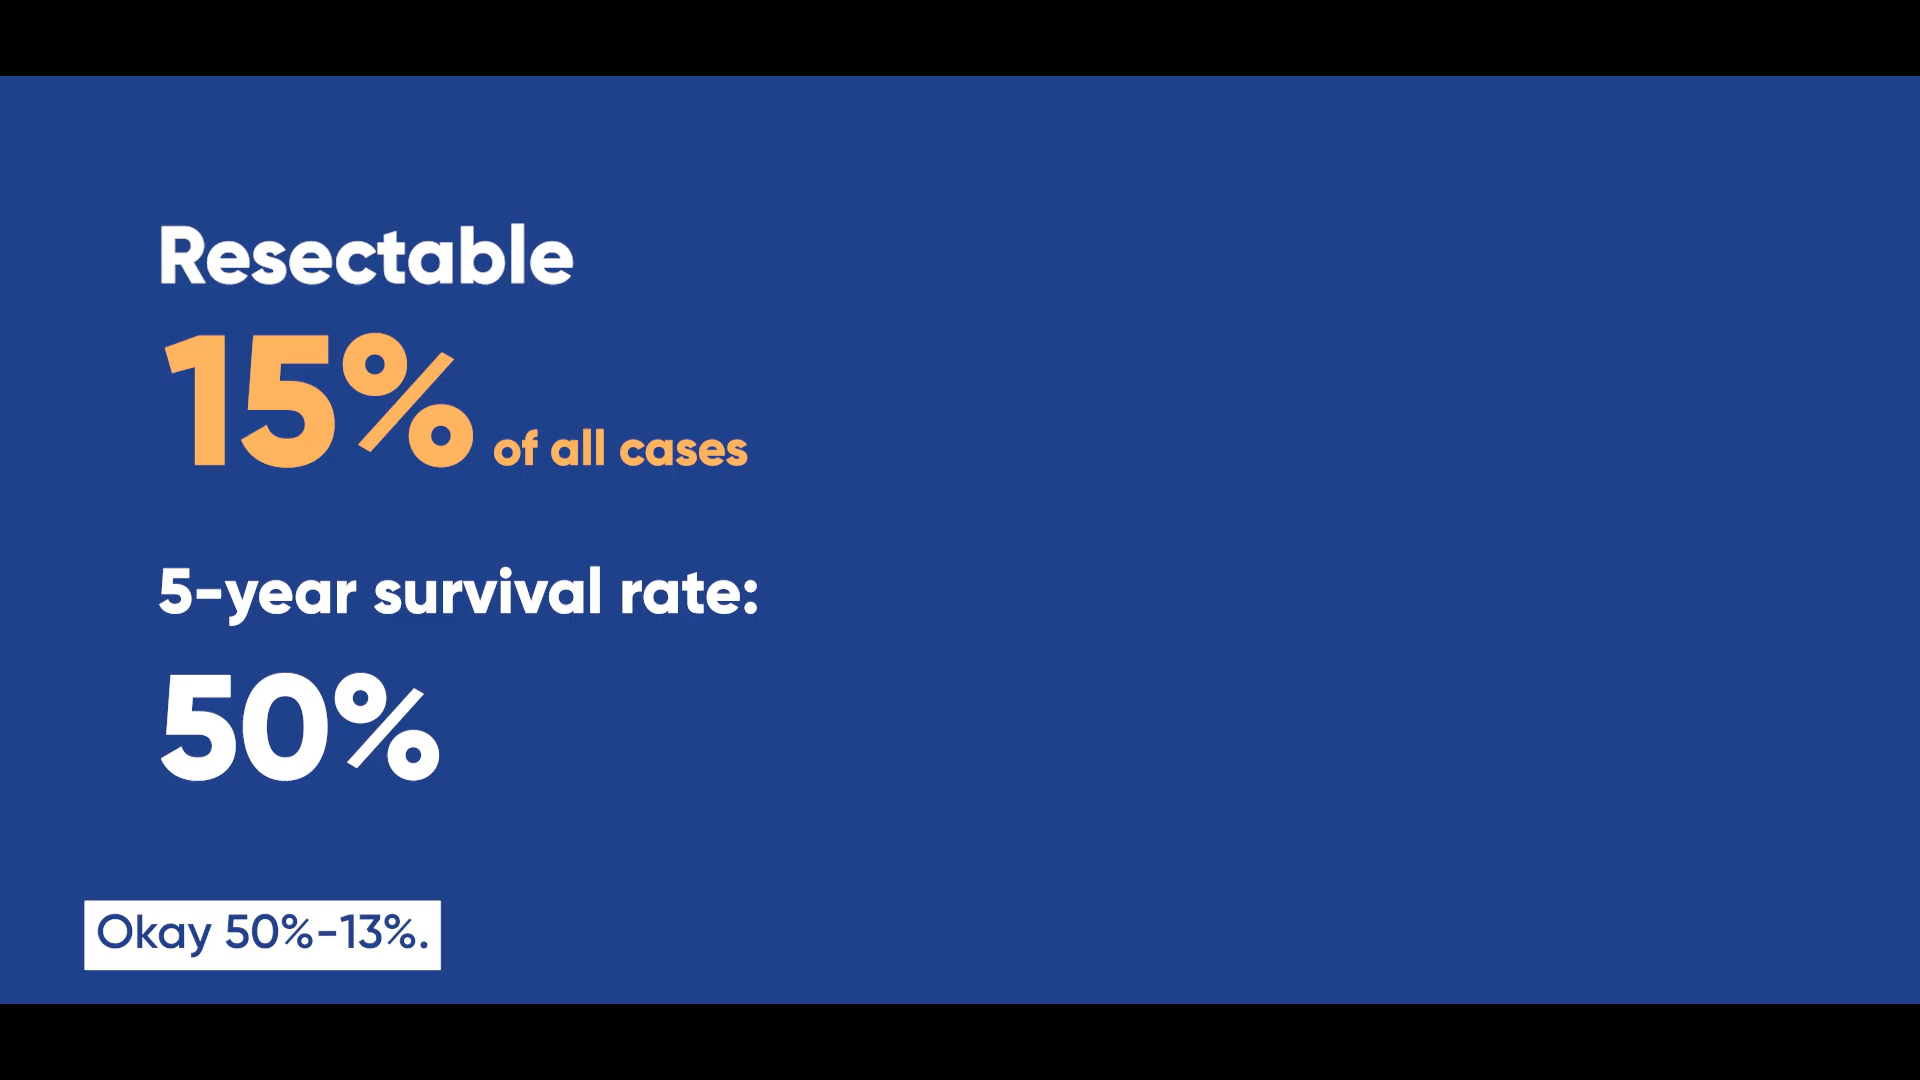 Resectable
15% of all cases
5-year survival rate:
50%
Okay 50%-13%.